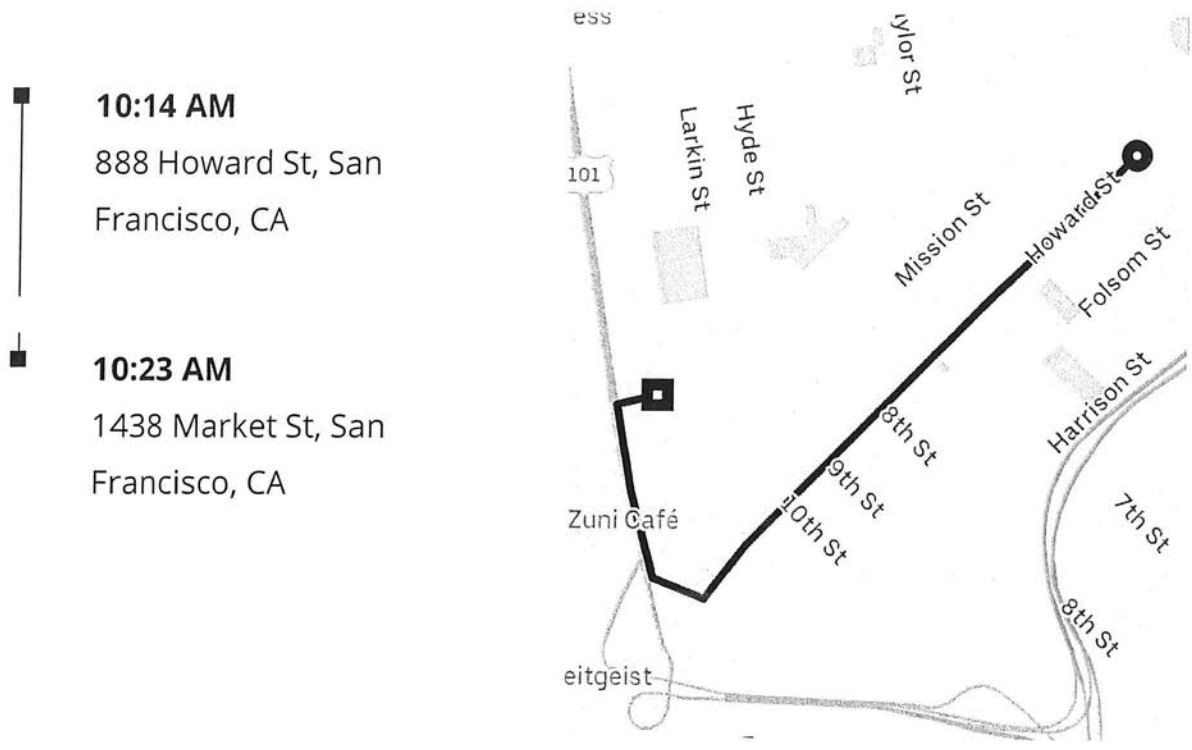 10:14 AM
888 Howard St, San
Francisco, CA
10:23 AM
1438 Market St, San
Francisco, CA
ess
ylor St
Larkin St
Hyde St
101
Mission St
Howard St
Folsom St
Harrison St
8th St
9th St
10th St
Zuni Café
7th St
8th St
eitgeist